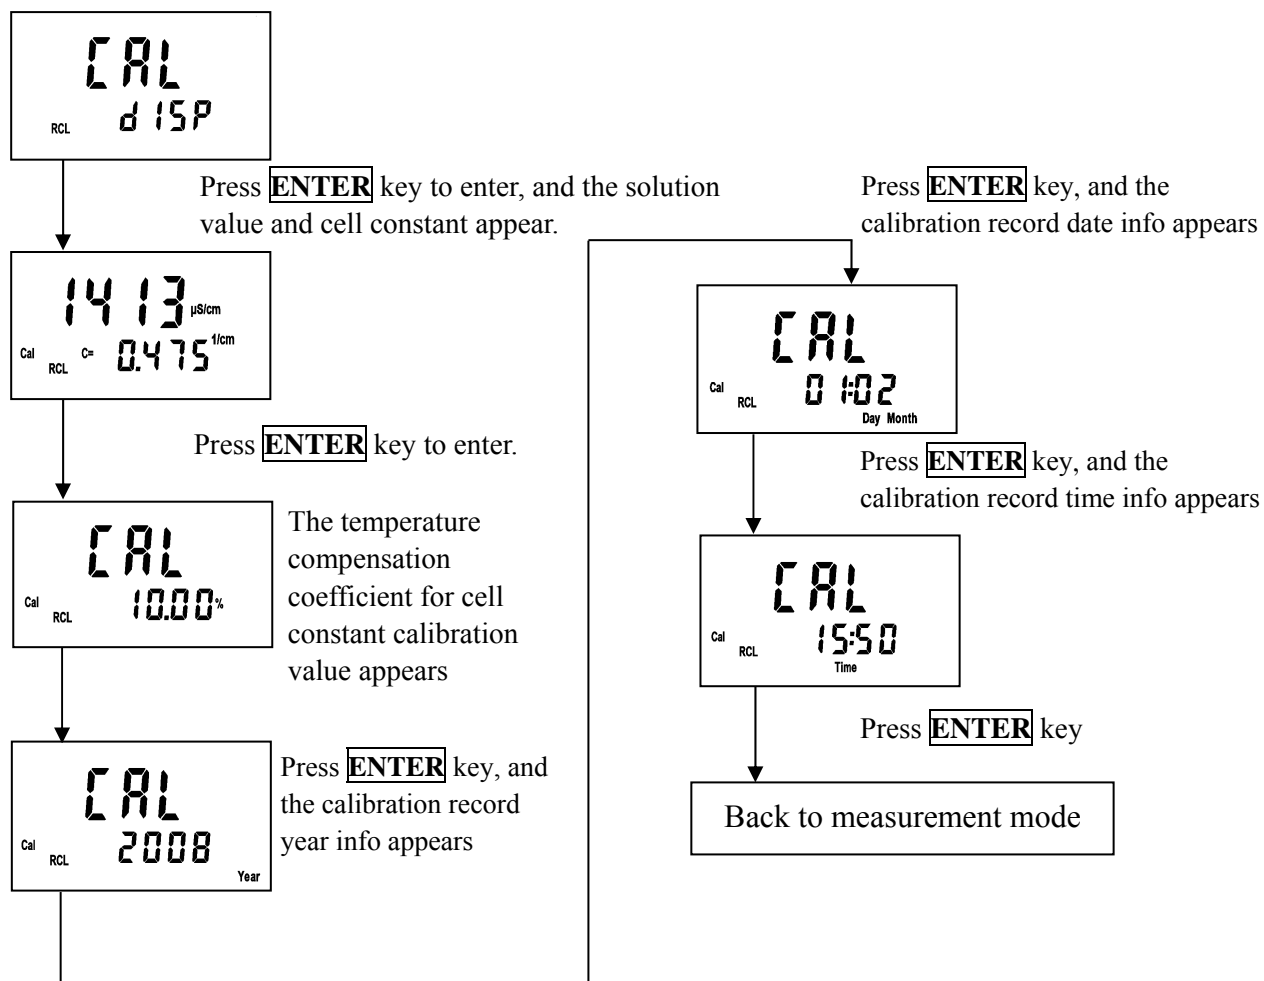 CAL
RCL dISP
Press ENTER key to enter, and the solution
value and cell constant appear.
1413 µS/cm
Cal RCL C= 0.475 1/cm
Press ENTER key to enter.
CAL
Cal RCL 10.00%
The temperature
compensation
coefficient for cell
constant calibration
value appears
CAL
Cal RCL 2008
Year
Press ENTER key, and
the calibration record
year info appears
Press ENTER key, and the
calibration record date info appears
CAL
Cal RCL 01:02
Day Month
Press ENTER key, and the
calibration record time info appears
CAL
Cal RCL 15:50
Time
Press ENTER key
Back to measurement mode